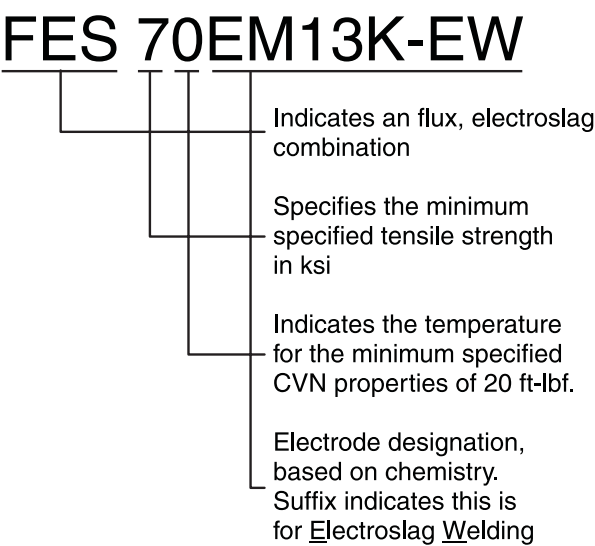 FES 70EM13K-EW
Indicates an flux, electroslag
combination
Specifies the minimum
specified tensile strength
in ksi
Indicates the temperature
for the minimum specified
CVN properties of 20 ft-lbf.
Electrode designation,
based on chemistry.
Suffix indicates this is
for Electroslag Welding